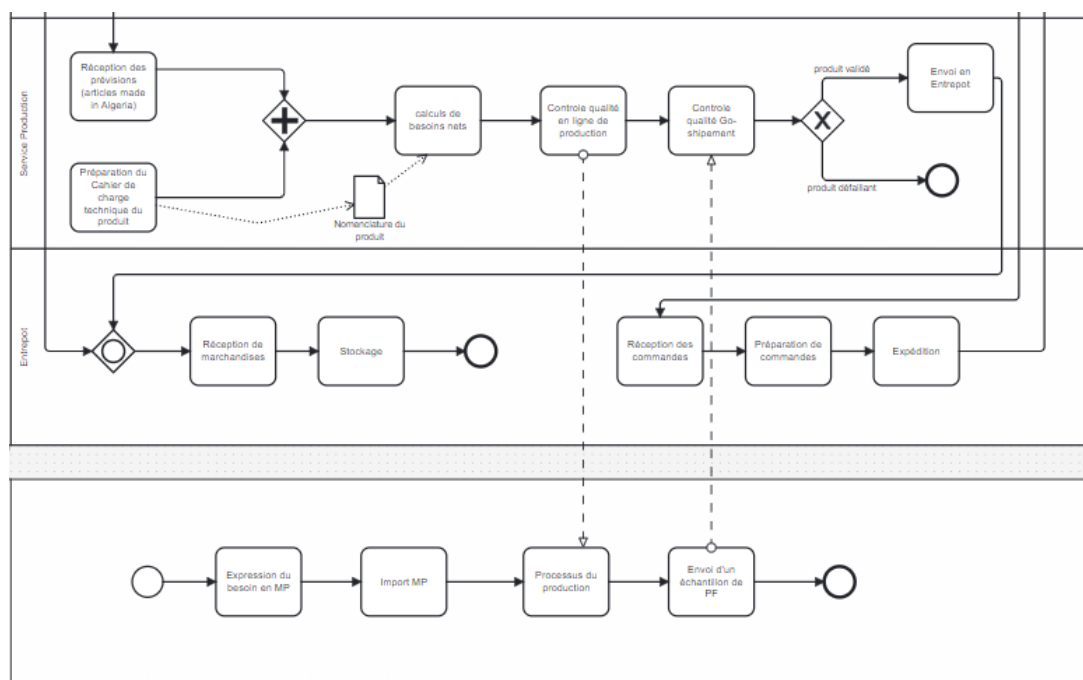 Service Production
Réception des
prévisions
(articles made
in Algeria)
Préparation du
Cahier de
charge
technique du
produit
Nomenclature du
produit
calculs de
besoins nets
Controle qualité
en ligne de
production
Controle
qualité Go-
shipement
produit validé
produit défaillant
Envoi en
Entrepot
Entrepot
Réception de
marchandises
Stockage
Réception des
commandes
Préparation de
commandes
Expédition
Expression du
besoin en MP
Import MP
Processus du
production
Envoi d'un
échantillon de
PF